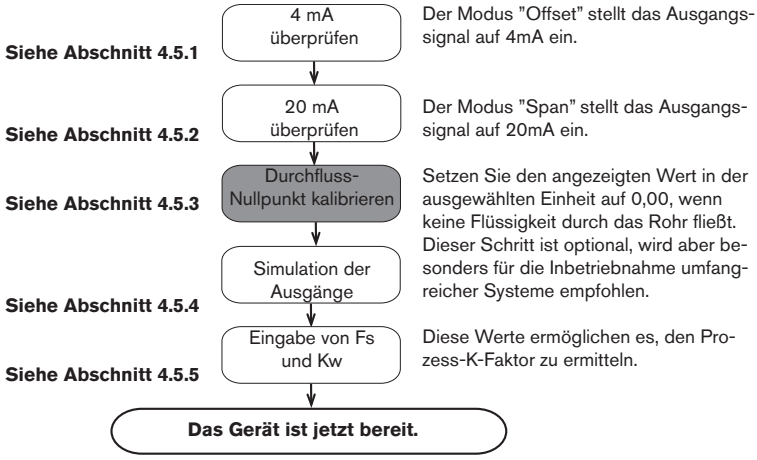 4 mA
überprüfen
Der Modus "Offset" stellt das Ausgangs-
signal auf 4mA ein.
Siehe Abschnitt 4.5.1
20 mA
überprüfen
Der Modus "Span" stellt das Ausgangs-
signal auf 20mA ein.
Siehe Abschnitt 4.5.2
Durchfluss-
Nullpunkt kalibrieren
Setzen Sie den angezeigten Wert in der
ausgewählten Einheit auf 0,00, wenn
keine Flüssigkeit durch das Rohr fließt.
Dieser Schritt ist optional, wird aber be-
sonders für die Inbetriebnahme umfang-
reicher Systeme empfohlen.
Siehe Abschnitt 4.5.3
Simulation der
Ausgänge
Siehe Abschnitt 4.5.4
Eingabe von Fs
und Kw
Diese Werte ermöglichen es, den Pro-
zess-K-Faktor zu ermitteln.
Siehe Abschnitt 4.5.5
Das Gerät ist jetzt bereit.